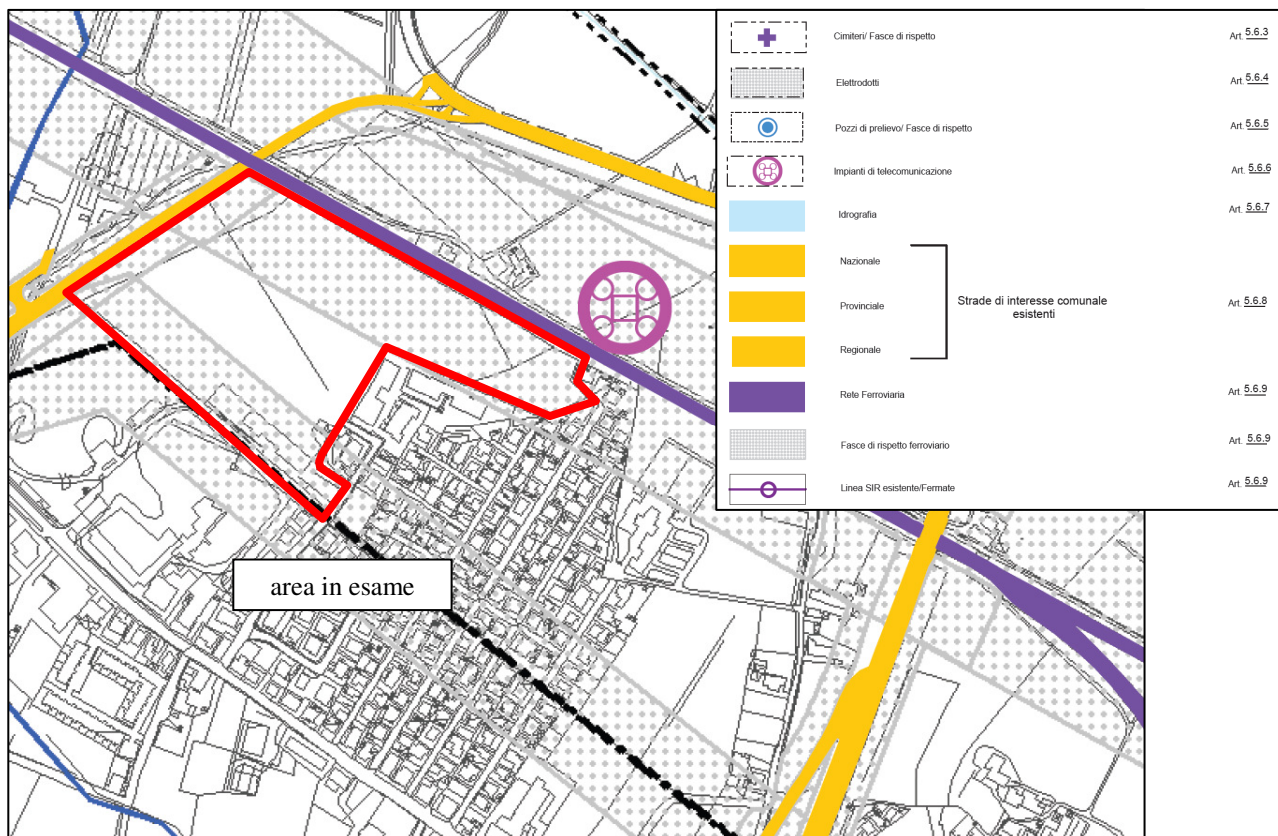 Cimiteri/ Fasce di rispetto Art. 5.6.3
Elettrodotti Art. 5.6.4
Pozzi di prelievo/ Fasce di rispetto Art. 5.6.5
Impianti di telecomunicazione Art. 5.6.6
Idrografia Art. 5.6.7
Nazionale
Provinciale
Strade di interesse comunale
esistenti
Art. 5.6.8
Regionale
Rete Ferroviaria Art. 5.6.9
Fasce di rispetto ferroviario Art. 5.6.9
Linea SIR esistente/Fermate Art. 5.6.9
area in esame